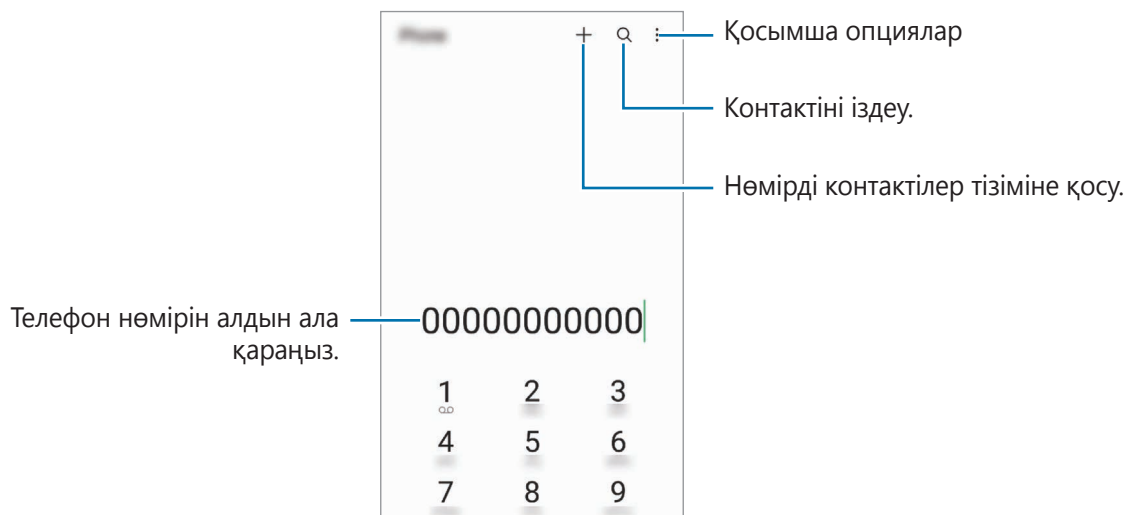 Қосымша опциялар
Контактіні іздеу.
Нөмірді контактілер тізіміне қосу.
Телефон нөмірін алдын ала
қараңыз.
00000000000
1 2 3
4 5 6
7 8 9